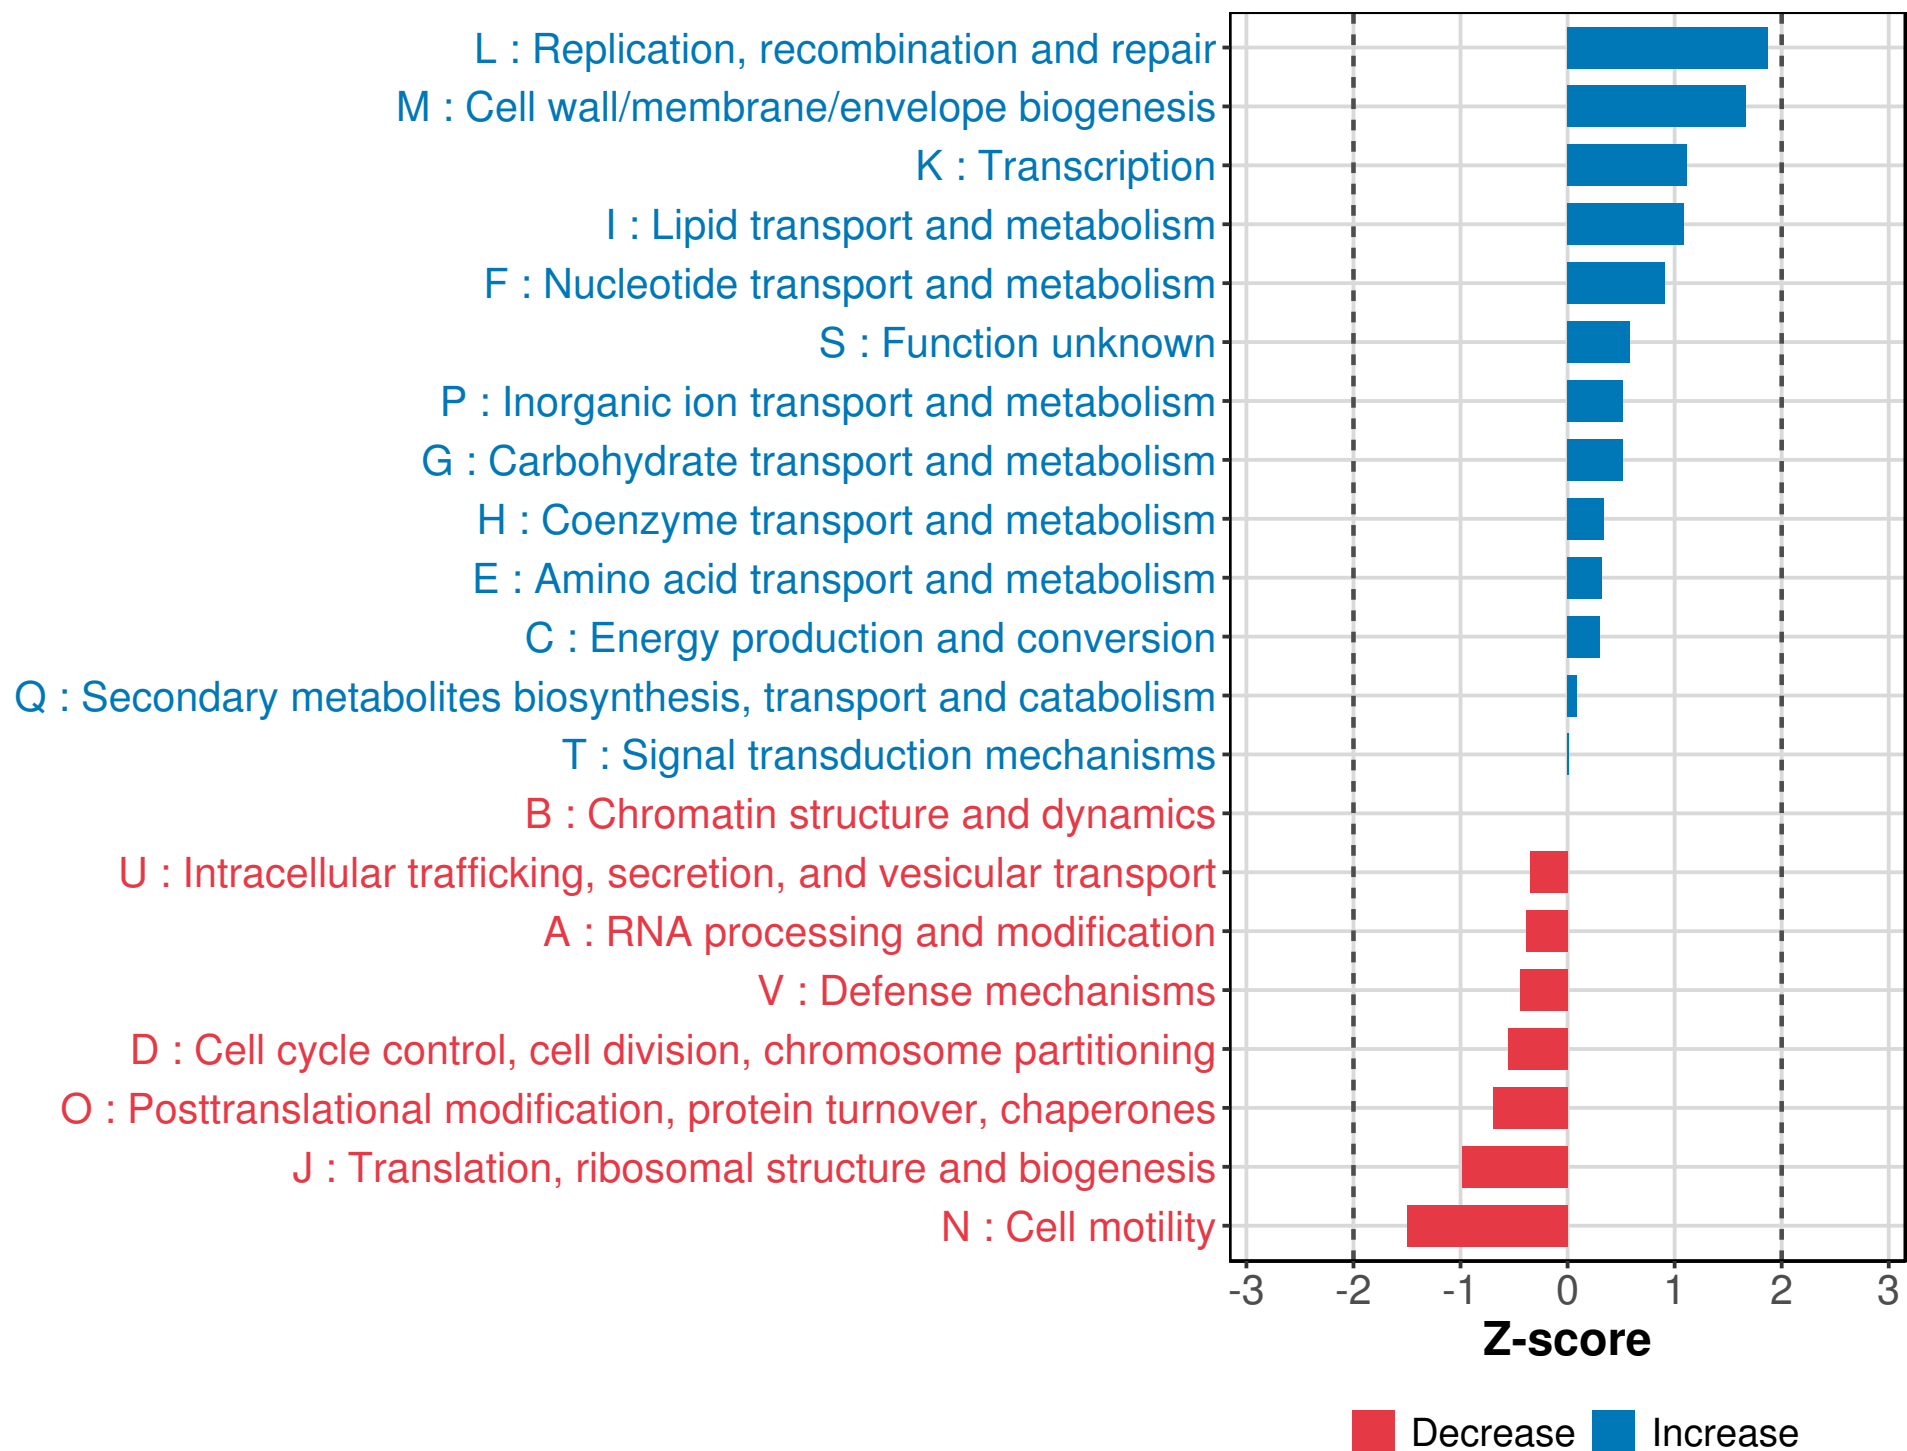 L : Replication, recombination and repair
M : Cell wall/membrane/envelope biogenesis
K : Transcription
I : Lipid transport and metabolism
F : Nucleotide transport and metabolism
S : Function unknown
P : Inorganic ion transport and metabolism
G : Carbohydrate transport and metabolism
H : Coenzyme transport and metabolism
E : Amino acid transport and metabolism
C : Energy production and conversion
Q : Secondary metabolites biosynthesis, transport and catabolism
T : Signal transduction mechanisms
B : Chromatin structure and dynamics
U : Intracellular trafficking, secretion, and vesicular transport
A : RNA processing and modification
V : Defense mechanisms
D : Cell cycle control, cell division, chromosome partitioning
O : Posttranslational modification, protein turnover, chaperones
J : Translation, ribosomal structure and biogenesis
N : Cell motility
-3 -2 -1 0 1 2 3
Z-score
Decrease Increase